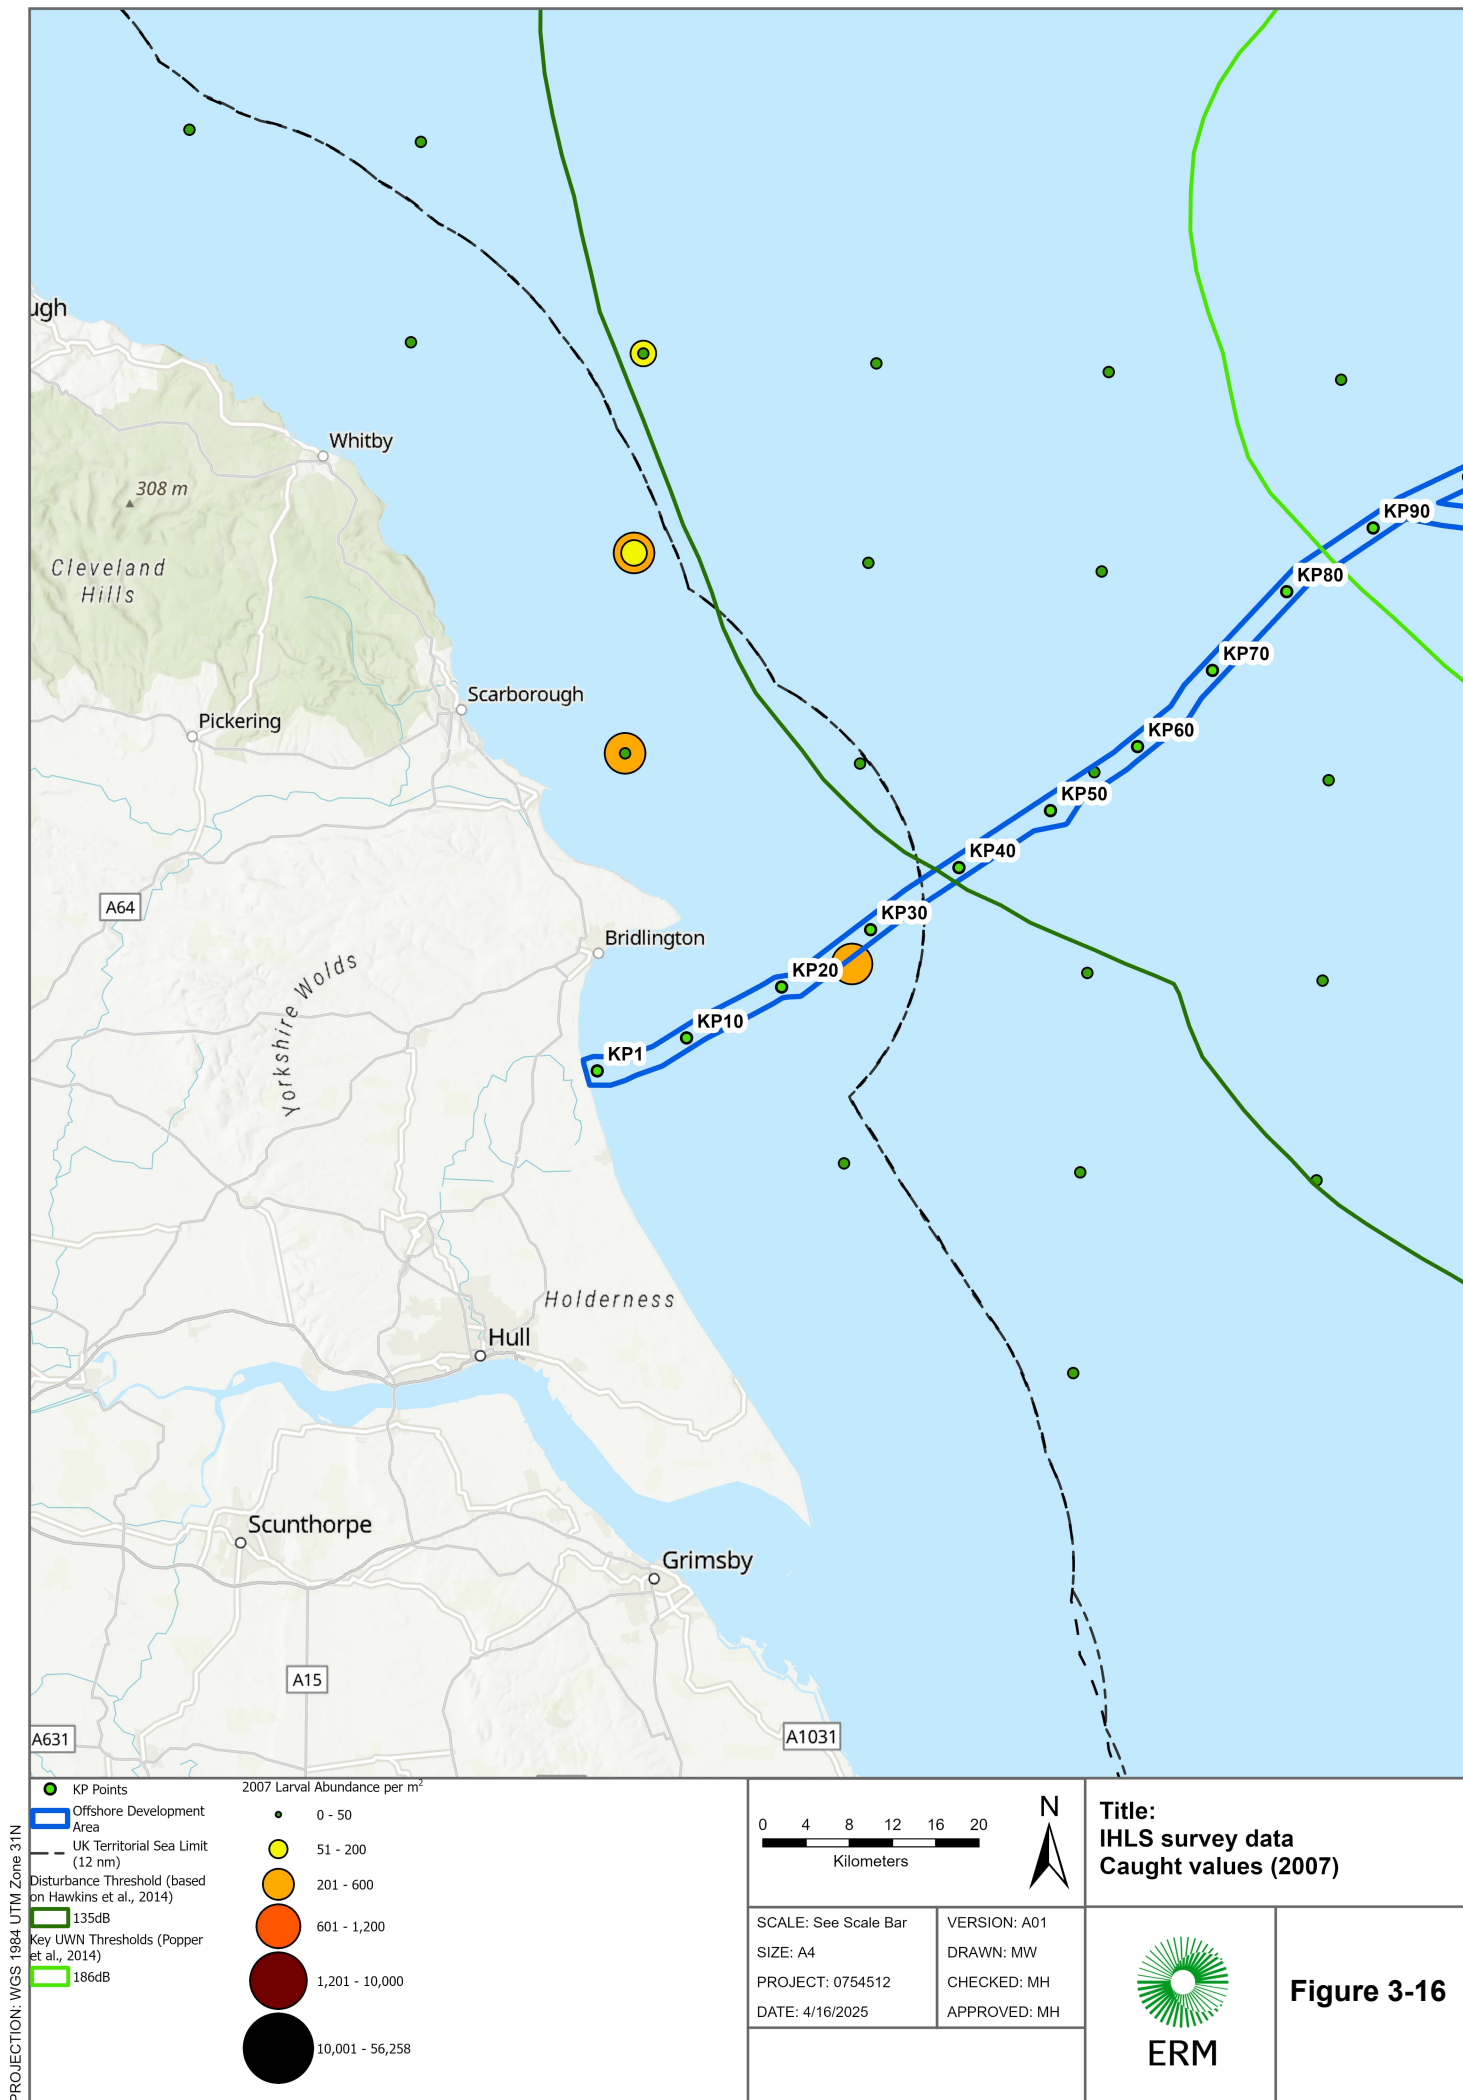 ugh
Whitby
308 m
Cleveland
Hills
Scarborough
Pickering
KP90
KP80
KP70
KP60
KP50
KP40
KP30
KP20
KP10
KP1
A64
Bridlington
Yorkshire Wolds
Holderness
Hull
Scunthorpe
Grimsby
A15
A631
A1031
PROJECTION: WGS 1984 UTM Zone 31N
KP Points
Offshore Development
Area
UK Territorial Sea Limit
(12 nm)
Disturbance Threshold (based
on Hawkins et al., 2014)
135dB
Key UWN Thresholds (Popper
et al., 2014)
186dB
2007 Larval Abundance per m²
0 - 50
51 - 200
201 - 600
601 - 1,200
1,201 - 10,000
10,001 - 56,258
0 4 8 12 16 20
Kilometers
N
Title:
IHLS survey data
Caught values (2007)
SCALE: See Scale Bar
SIZE: A4
PROJECT: 0754512
DATE: 4/16/2025
VERSION: A01
DRAWN: MW
CHECKED: MH
APPROVED: MH
ERM
Figure 3-16